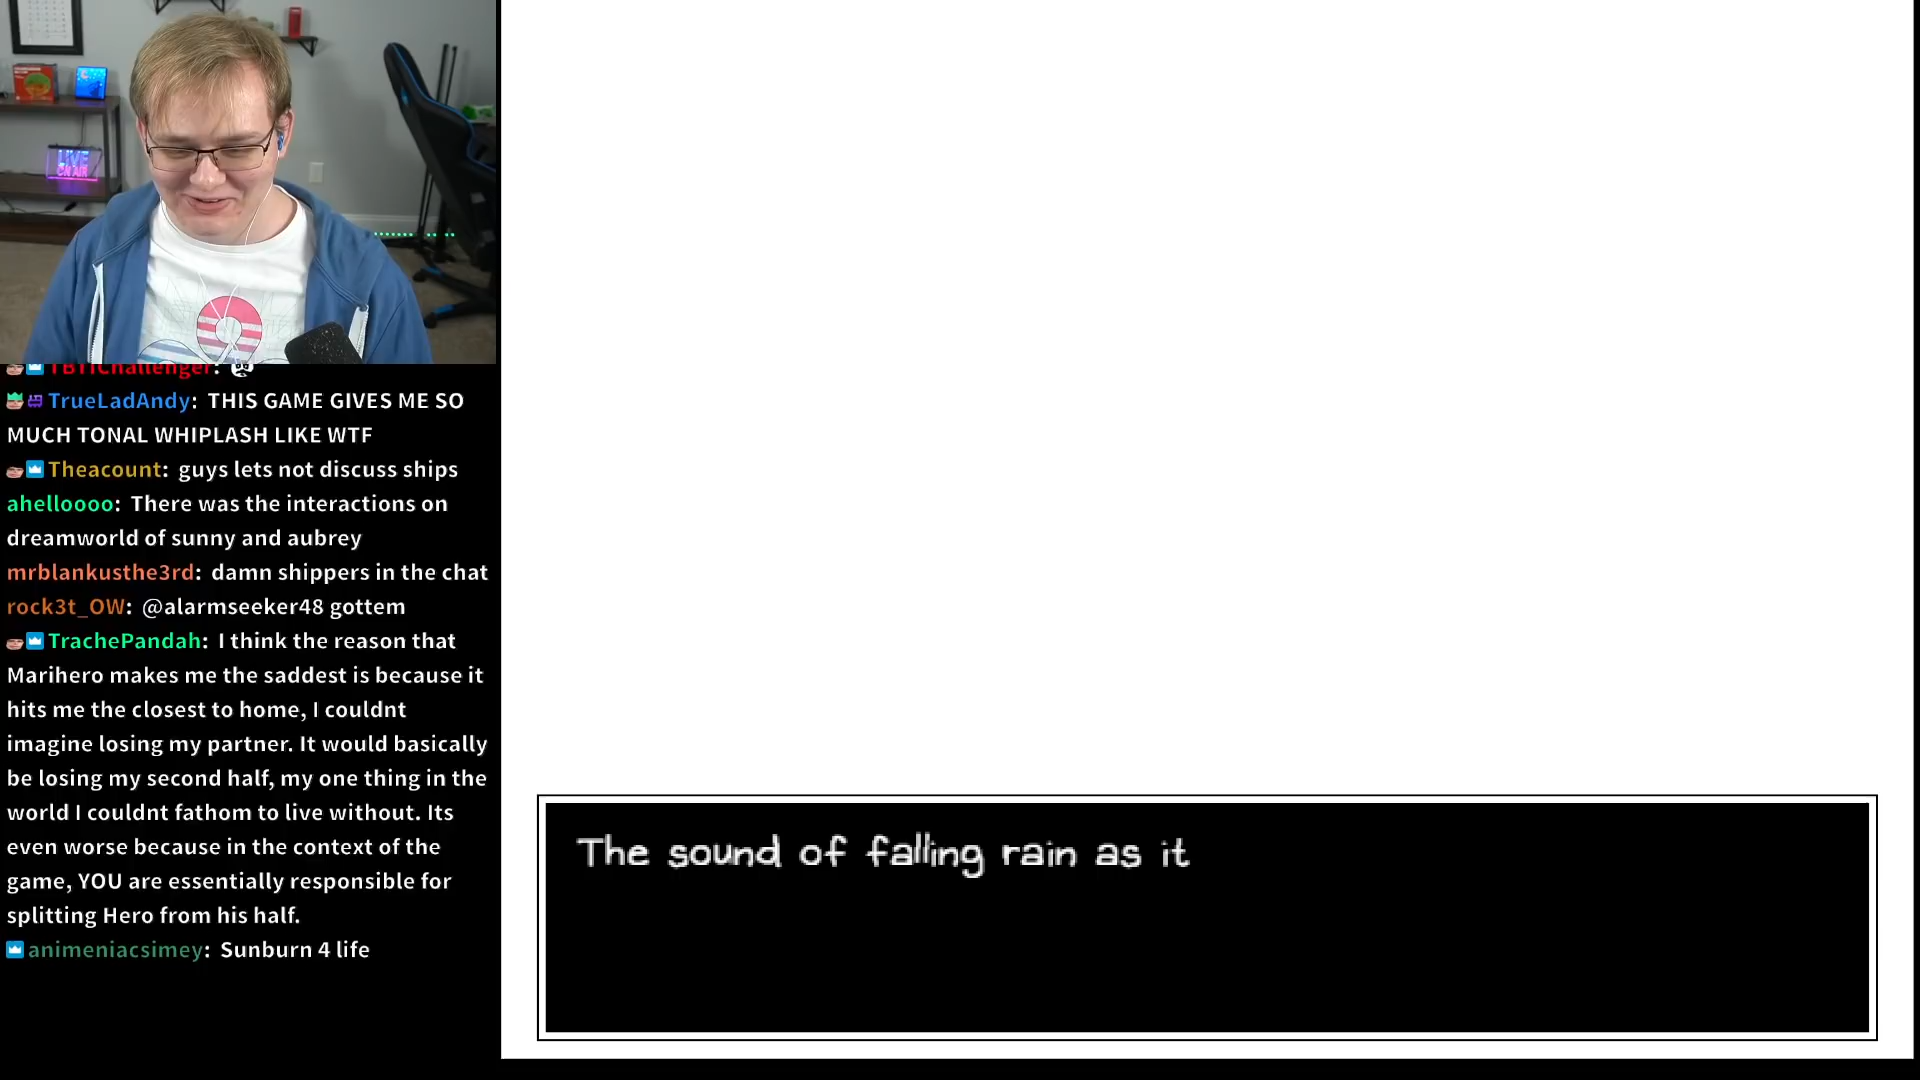 LIVE
ON AIR
TBTIChallenger:
TrueLadAndy: THIS GAME GIVES ME SO
MUCH TONAL WHIPLASH LIKE WTF
Theacount: guys lets not discuss ships
ahelloooo: There was the interactions on
dreamworld of sunny and aubrey
mrblankusthe3rd: damn shippers in the chat
rock3t_OW: @alarmseeker48 gottem
TrachePandah: I think the reason that
Marihero makes me the saddest is because it
hits me the closest to home, I couldnt
imagine losing my partner. It would basically
be losing my second half, my one thing in the
world I couldnt fathom to live without. Its
even worse because in the context of the
game, YOU are essentially responsible for
splitting Hero from his half.
animeniacsimey: Sunburn 4 life
The sound of falling rain as it